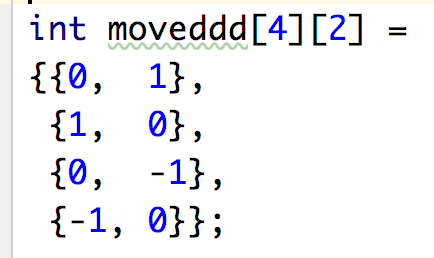 int moveddd[4][2] =
{{0,  1},
 {1,  0},
 {0,  -1},
 {-1, 0}};